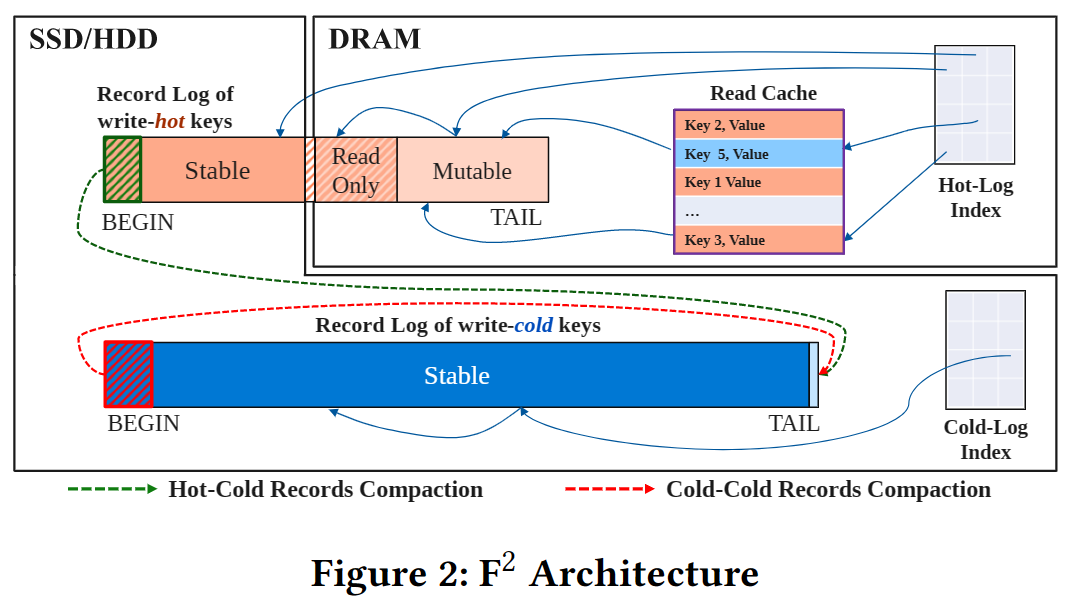 SSD/HDD
DRAM
Record Log of
write-hot keys
Stable
Read
Only
Mutable
BEGIN
TAIL
Read Cache
Key 2, Value
Key 5, Value
Key 1 Value
...
Key 3, Value
Hot-Log
Index
Record Log of write-cold keys
Stable
BEGIN
TAIL
Cold-Log
Index
Hot-Cold Records Compaction
Cold-Cold Records Compaction
Figure 2: F² Architecture